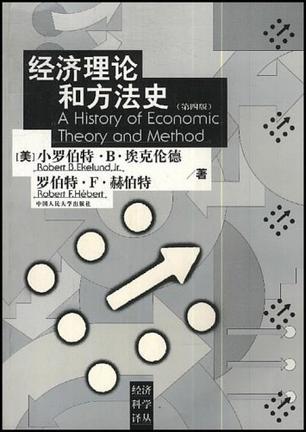 经济理论
和方法史（第四版）
A History of Economic
Theory and Method
[美]小罗伯特·B·埃克伦德
Robert B.Ekelund,Jr.
罗伯特·F·赫伯特
Robert F.Hébert
著
中国人民大学出版社
经济
科学
译丛